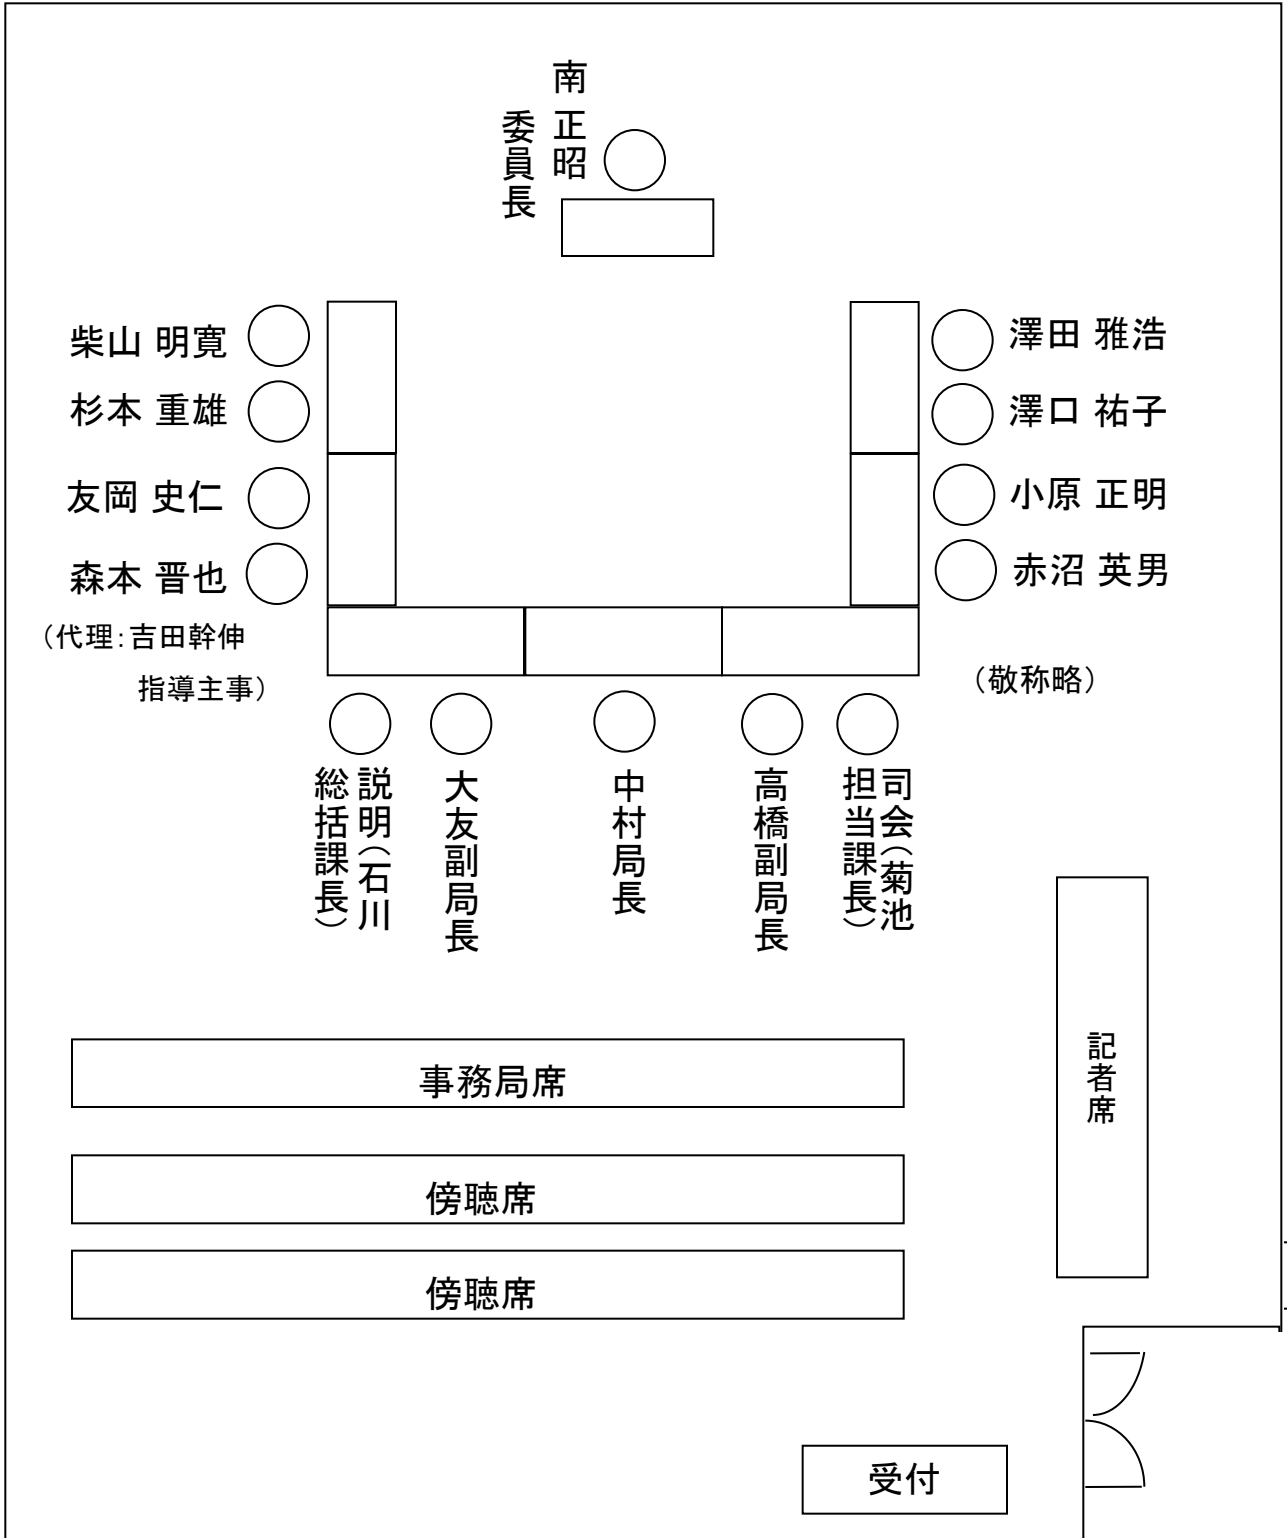 南 正昭
委員長
柴山 明寛
杉本 重雄
友岡 史仁
森本 晋也
（代理：吉田幹伸
指導主事）
澤田 雅浩
澤口 祐子
小原 正明
赤沼 英男
（敬称略）
説明（石川
総括課長）
大友副局長
中村局長
高橋副局長
司会（菊池
担当課長）
事務局席
傍聴席
傍聴席
記者席
受付